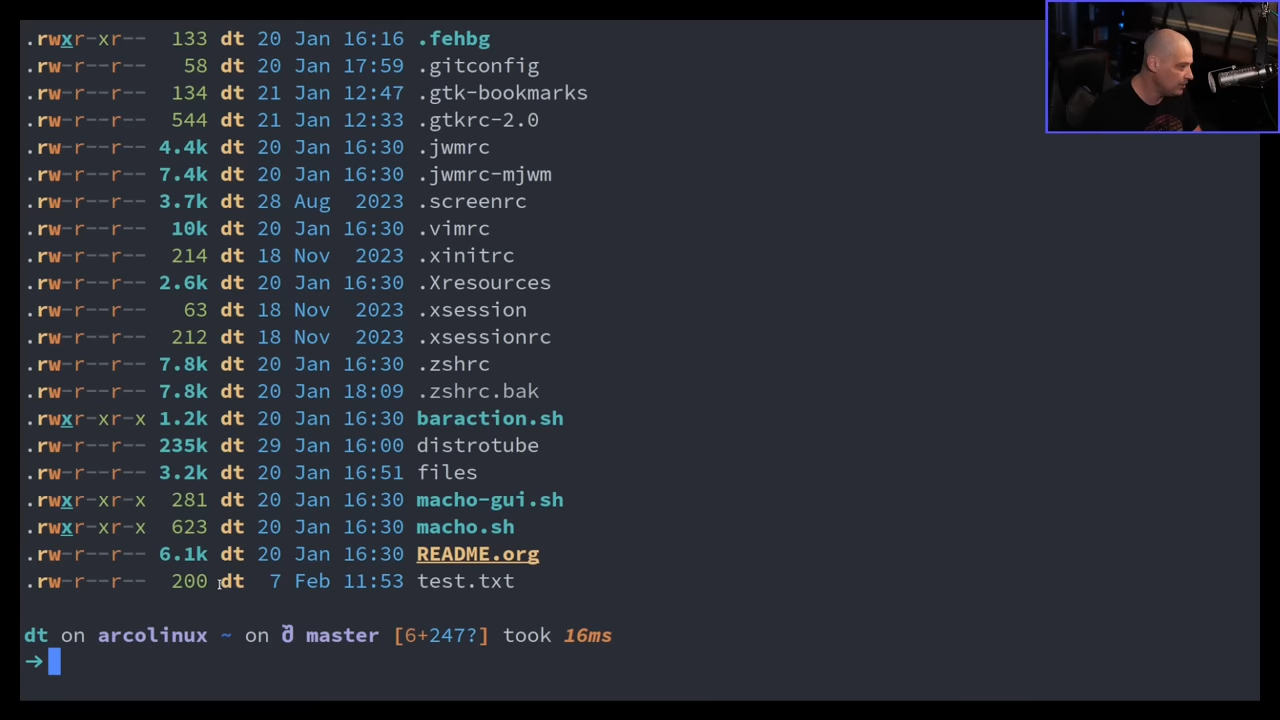 .rwxr-xr-- 133 dt 20 Jan 16:16 .fehbg
.rw-r--r-- 58 dt 20 Jan 17:59 .gitconfig
.rw-r--r-- 134 dt 21 Jan 12:47 .gtk-bookmarks
.rw-r--r-- 544 dt 21 Jan 12:33 .gtkrc-2.0
.rw-r--r-- 4.4k dt 20 Jan 16:30 .jwmrc
.rw-r--r-- 7.4k dt 20 Jan 16:30 .jwmrc-mjwm
.rw-r--r-- 3.7k dt 28 Aug 2023 .screenrc
.rw-r--r-- 10k dt 20 Jan 16:30 .vimrc
.rw-r--r-- 214 dt 18 Nov 2023 .xinitrc
.rw-r--r-- 2.6k dt 20 Jan 16:30 .Xresources
.rw-r--r-- 63 dt 18 Nov 2023 .xsession
.rw-r--r-- 212 dt 18 Nov 2023 .xsessionrc
.rw-r--r-- 7.8k dt 20 Jan 16:30 .zshrc
.rw-r--r-- 7.8k dt 20 Jan 18:09 .zshrc.bak
.rwxr-xr-x 1.2k dt 20 Jan 16:30 baraction.sh
.rw-r--r-- 235k dt 29 Jan 16:00 distrotube
.rw-r--r-- 3.2k dt 20 Jan 16:51 files
.rwxr-xr-x 281 dt 20 Jan 16:30 macho-gui.sh
.rwxr-xr-x 623 dt 20 Jan 16:30 macho.sh
.rw-r--r-- 6.1k dt 20 Jan 16:30 README.org
.rw-r--r-- 200 dt 7 Feb 11:53 test.txt
dt on arcolinux ~ on master [6+247?] took 16ms
→